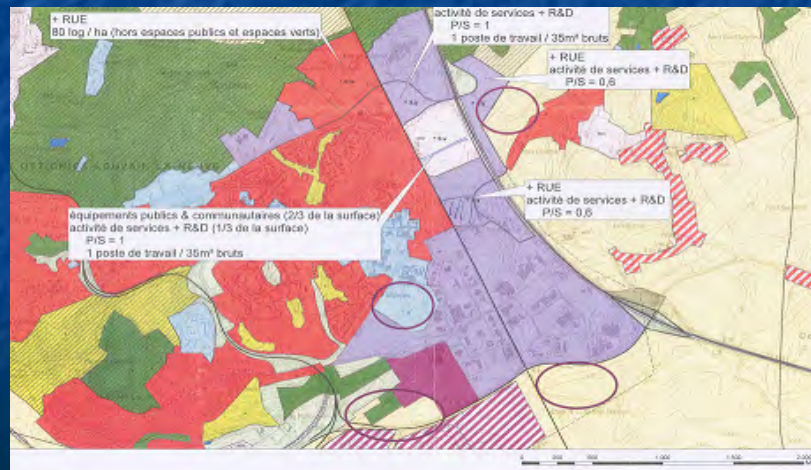 + RUE
80 log / ha (hors espaces publics et espaces verts)
activité de services + R&D
P/S = 1
1 poste de travail / 35m² bruts
+ RUE
activité de services + R&D
P/S = 0,6
+ RUE
activité de services + R&D
P/S = 0,6
équipements publics & communautaires (2/3 de la surface)
activité de services + R&D (1/3 de la surface)
P/S = 1
1 poste de travail / 35m² bruts